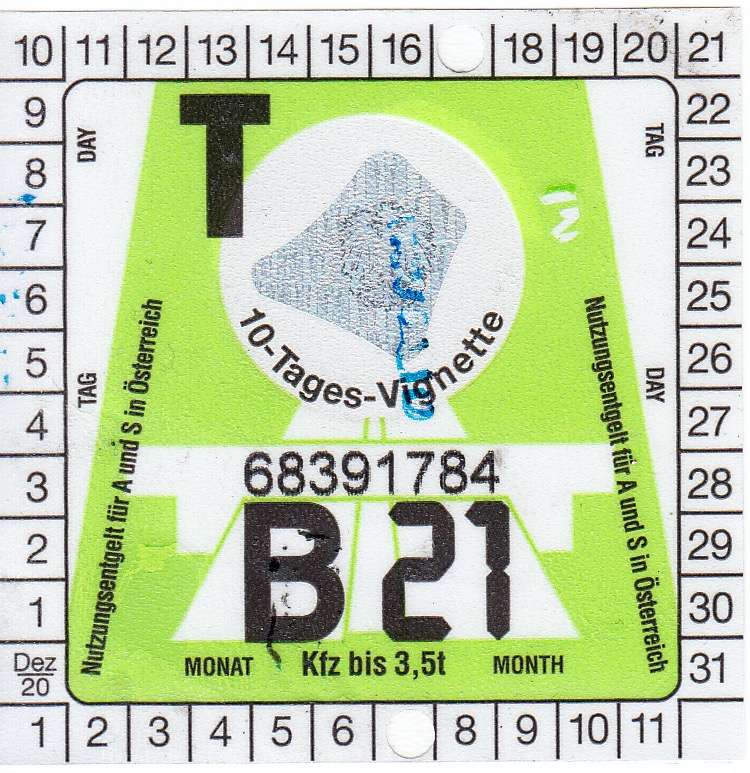 10 11 12 13 14 15 16 18 19 20 21
9 22
8 23
7 24
6 25
5 26
4 27
3 28
2 29
1 30
Dez
20
31
1 2 3 4 5 6 8 9 10 11
DAY
TAG
T
10-Tages-Vignette
TAG
DAY
Nutzungsentgelt für A und S in Österreich
Nutzungsentgelt für A und S in Österreich
68391784
B 21
MONAT Kfz bis 3,5t MONTH